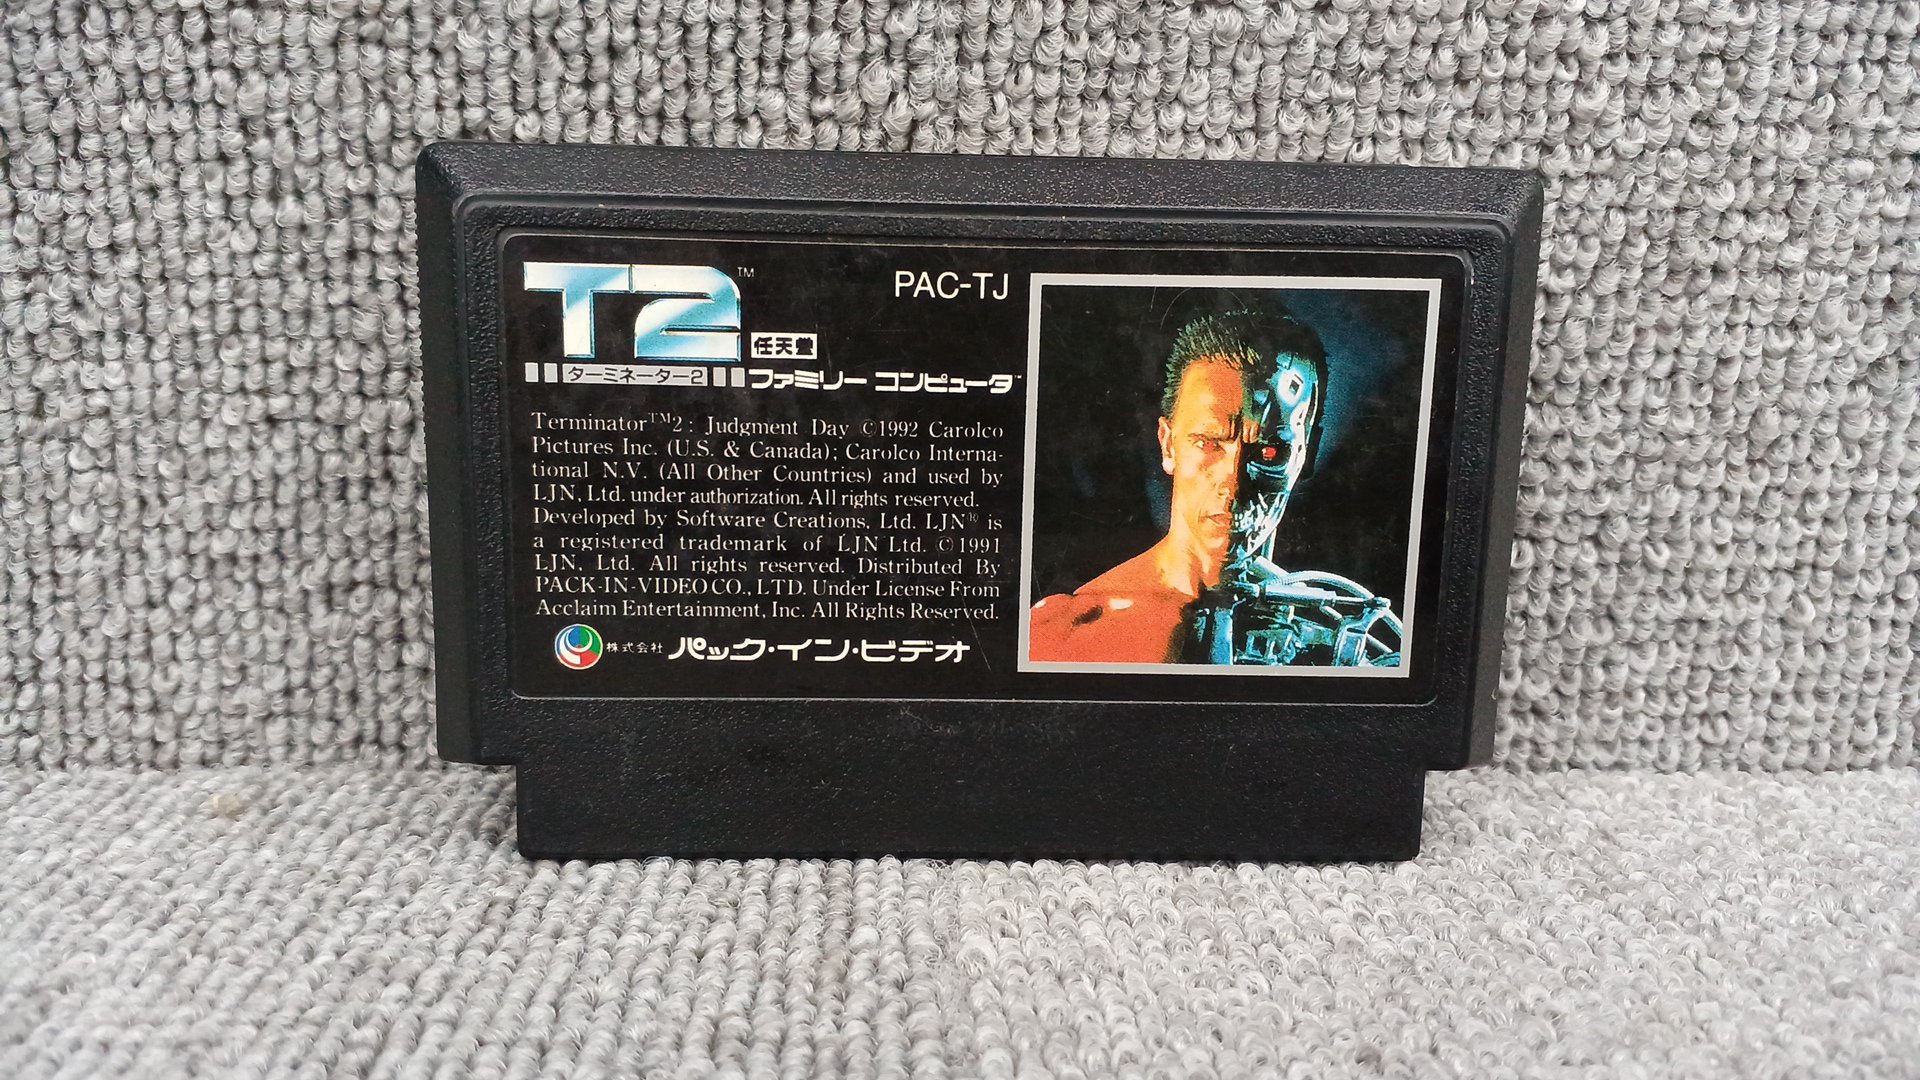 T2™
PAC-TJ
任天堂
ターミネーター2
ファミリー コンピュータ™
Terminator™2: Judgment Day ©1992 Carolco
Pictures Inc. (U.S. & Canada); Carolco Interna-
tional N.V. (All Other Countries) and used by
LJN, Ltd. under authorization. All rights reserved.
Developed by Software Creations, Ltd. LJN® is
a registered trademark of LJN Ltd. ©1991
LJN, Ltd. All rights reserved. Distributed By
PACK-IN-VIDEO CO., LTD. Under License From
Acclaim Entertainment, Inc. All Rights Reserved.
株式会社 パック・イン・ビデオ